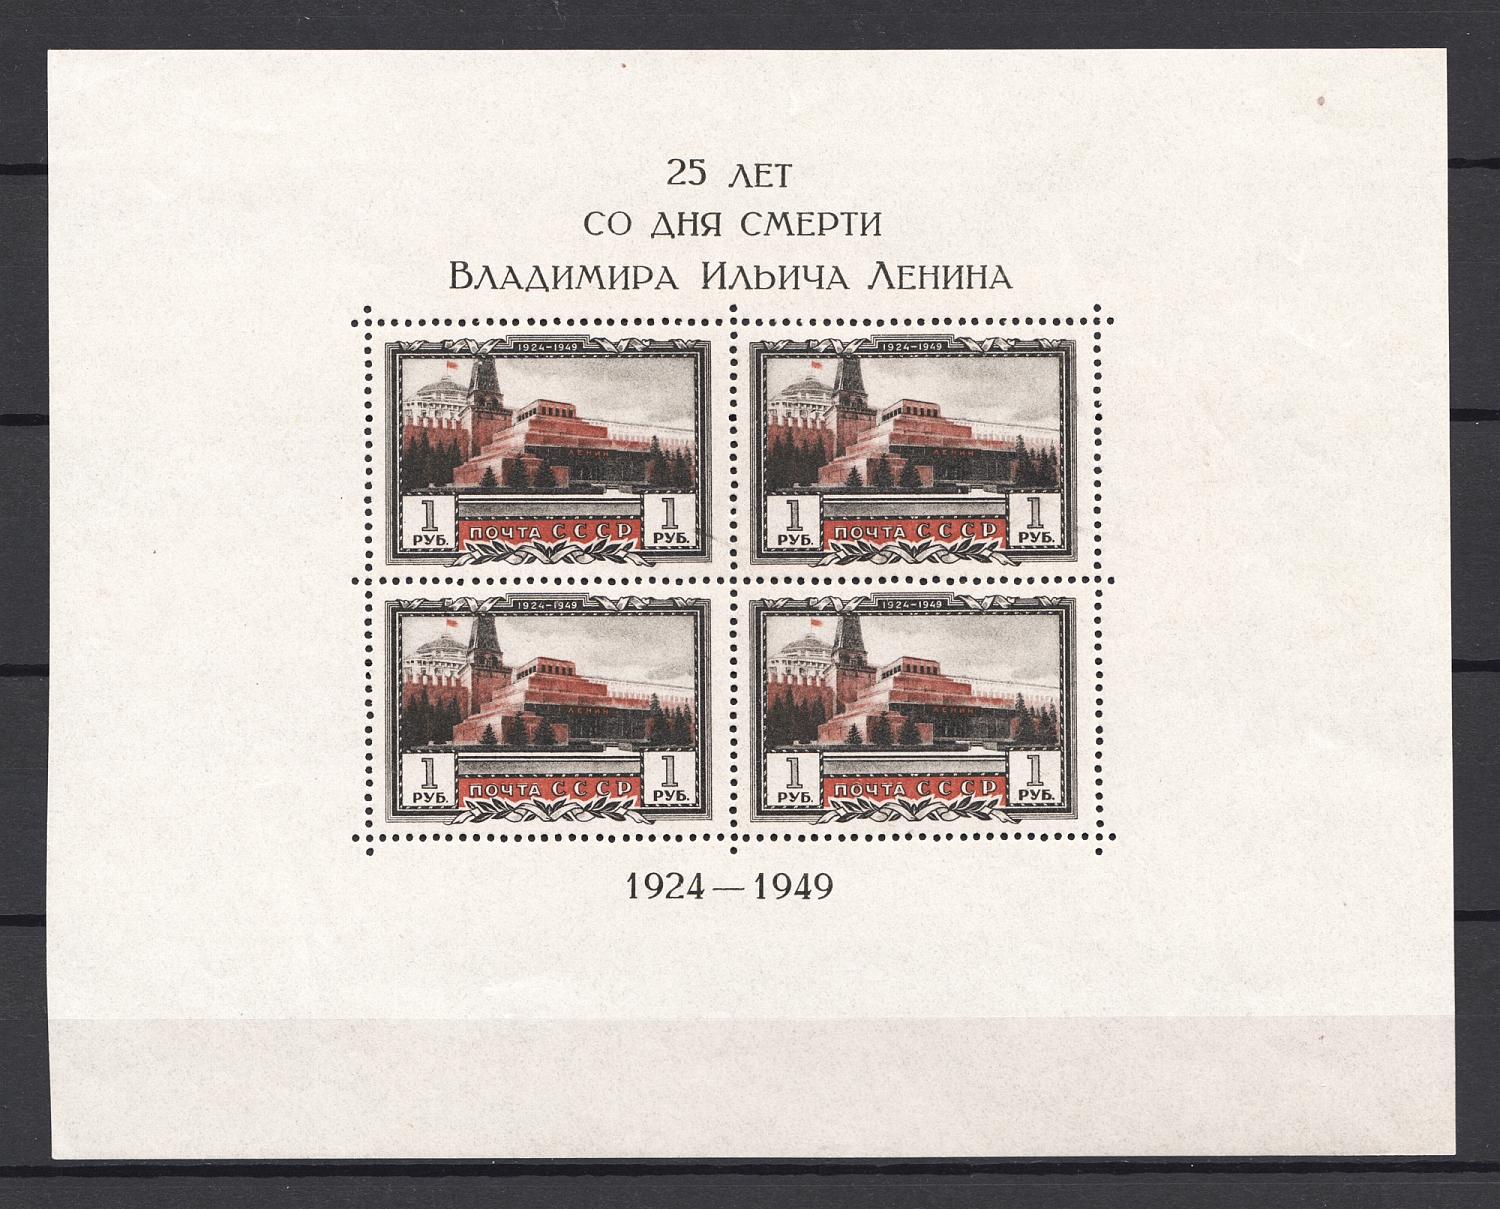 25 ЛЕТ
СО ДНЯ СМЕРТИ
ВЛАДИМИРА ИЛЬИЧА ЛЕНИНА
1924-1949
ЛЕНИН
1 РУБ.
ПОЧТА СССР
1 РУБ.
1924-1949
ЛЕНИН
1 РУБ.
ПОЧТА СССР
1 РУБ.
1924-1949
ЛЕНИН
1 РУБ.
ПОЧТА СССР
1 РУБ.
1924-1949
ЛЕНИН
1 РУБ.
ПОЧТА СССР
1 РУБ.
1924—1949